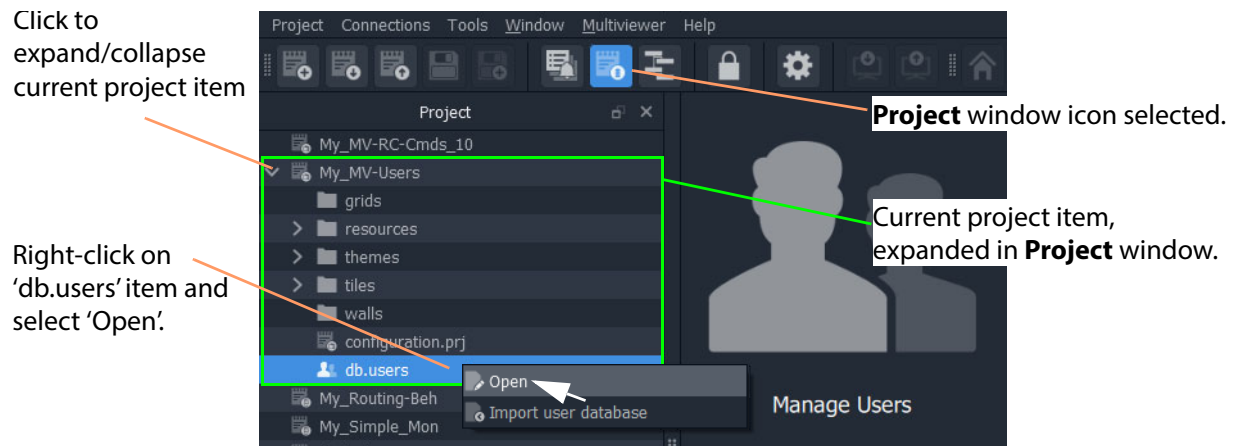 Click to
expand/collapse
current project item
Project Connections Tools Window Multiviewer Help
Project window icon selected.
Project
My_MV-RC-Cmds_10
My_MV-Users
grids
resources
themes
tiles
walls
configuration.prj
db.users
My_Routing-Beh
My_Simple_Mon
Current project item,
expanded in Project window.
Right-click on
‘db.users’ item and
select ‘Open’.
Open
Import user database
Manage Users